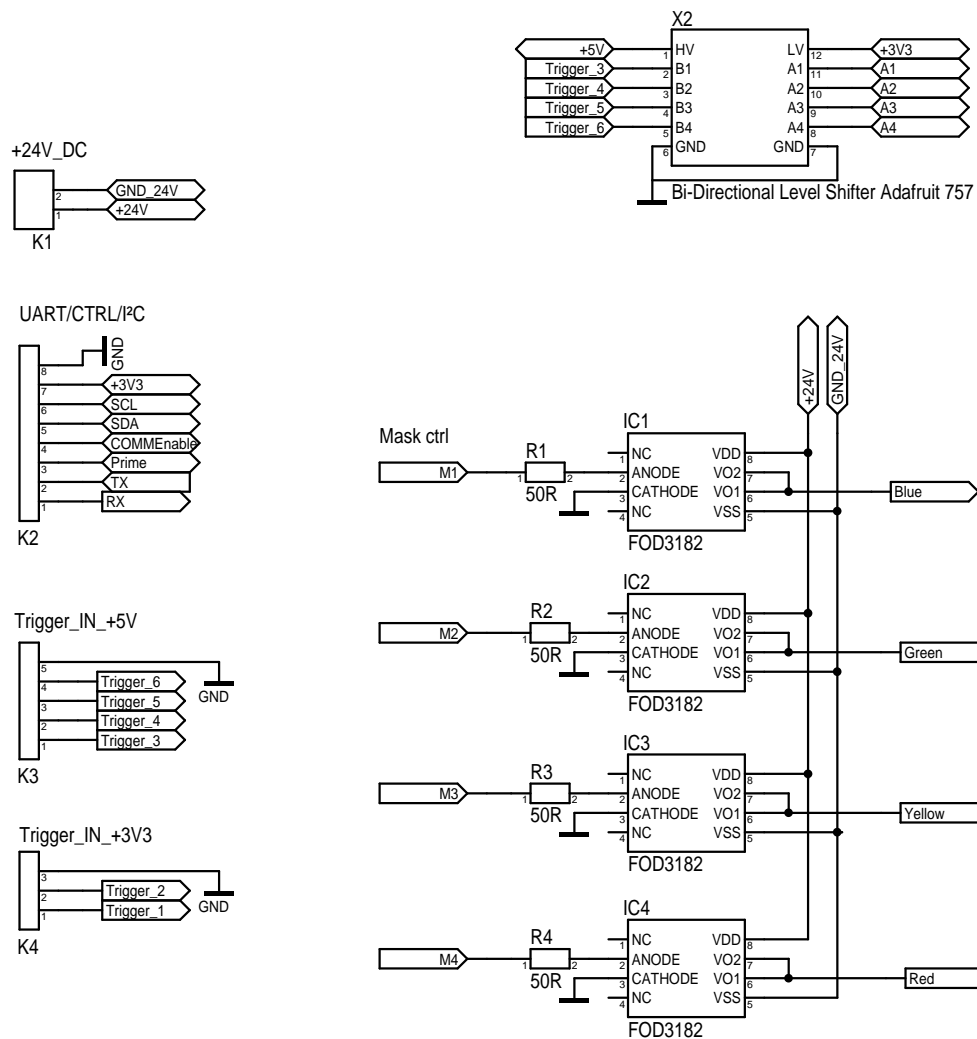 X2
+5V 1 HV LV 12 +3V3
Trigger_3 2 B1 A1 11 A1
Trigger_4 3 B2 A2 10 A2
Trigger_5 4 B3 A3 9 A3
Trigger_6 5 B4 A4 8 A4
6 GND GND 7
Bi-Directional Level Shifter Adafruit 757
+24V_DC
2 GND_24V
1 +24V
K1
UART/CTRL/I²C
8 GND
7 +3V3
6 SCL
5 SDA
4 COMMEnable
3 Prime
2 TX
1 RX
K2
Trigger_IN_+5V
5 GND
4 Trigger_6
3 Trigger_5
2 Trigger_4
1 Trigger_3
K3
Trigger_IN_+3V3
3 GND
2 Trigger_2
1 Trigger_1
K4
+24V
GND_24V
Mask ctrl
IC1
1 NC VDD 8
M1 1 R1 2 2 ANODE VO2 7
50R
3 CATHODE VO1 6 Blue
4 NC VSS 5
FOD3182
IC2
1 NC VDD 8
M2 1 R2 2 2 ANODE VO2 7
50R
3 CATHODE VO1 6 Green
4 NC VSS 5
FOD3182
IC3
1 NC VDD 8
M3 1 R3 2 2 ANODE VO2 7
50R
3 CATHODE VO1 6 Yellow
4 NC VSS 5
FOD3182
IC4
1 NC VDD 8
M4 1 R4 2 2 ANODE VO2 7
50R
3 CATHODE VO1 6 Red
4 NC VSS 5
FOD3182